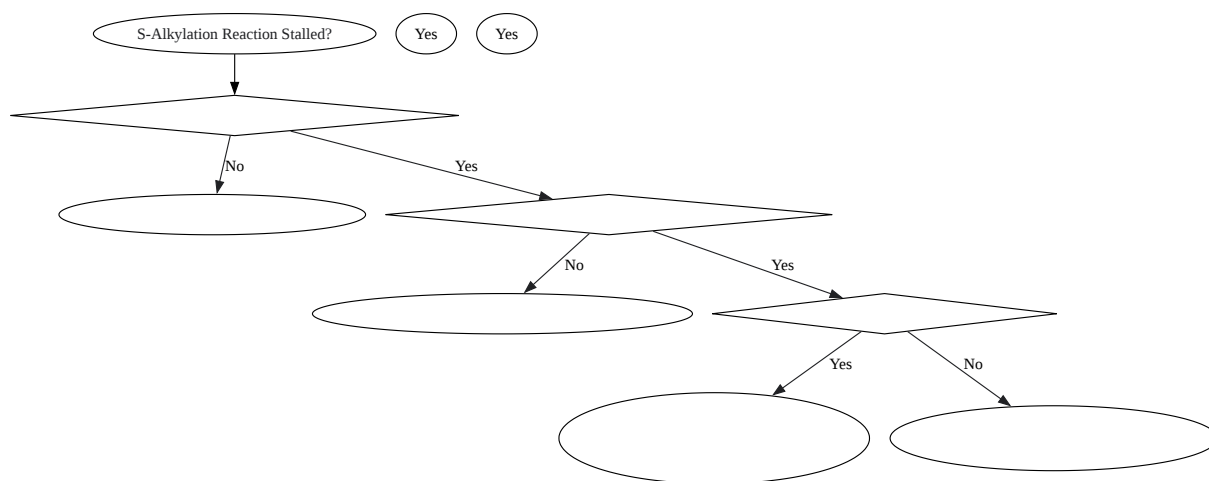 S-Alkylation Reaction Stalled?
Yes
Yes
No
Yes
No
Yes
Yes
No